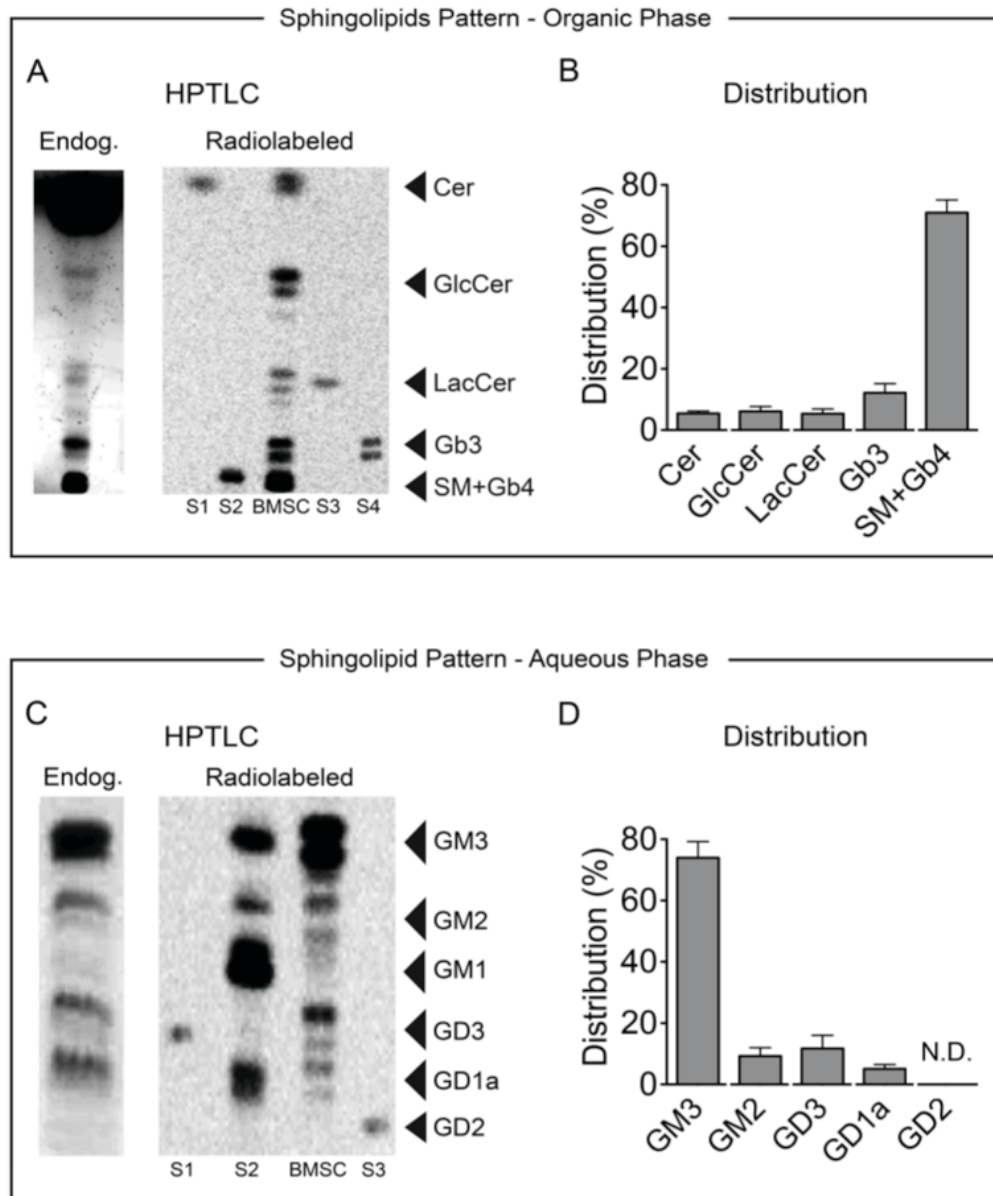 Sphingolipids Pattern - Organic Phase
A
HPTLC
Endog.
Radiolabeled
Cer
GlcCer
LacCer
Gb3
SM+Gb4
S1 S2 BMSC S3 S4
B
Distribution
Distribution (%)
80
60
40
20
0
Cer
GlcCer
LacCer
Gb3
SM+Gb4
Sphingolipid Pattern - Aqueous Phase
C
HPTLC
Endog.
Radiolabeled
GM3
GM2
GM1
GD3
GD1a
GD2
S1 S2 BMSC S3
D
Distribution
Distribution (%)
80
60
40
20
0
N.D.
GM3
GM2
GD3
GD1a
GD2